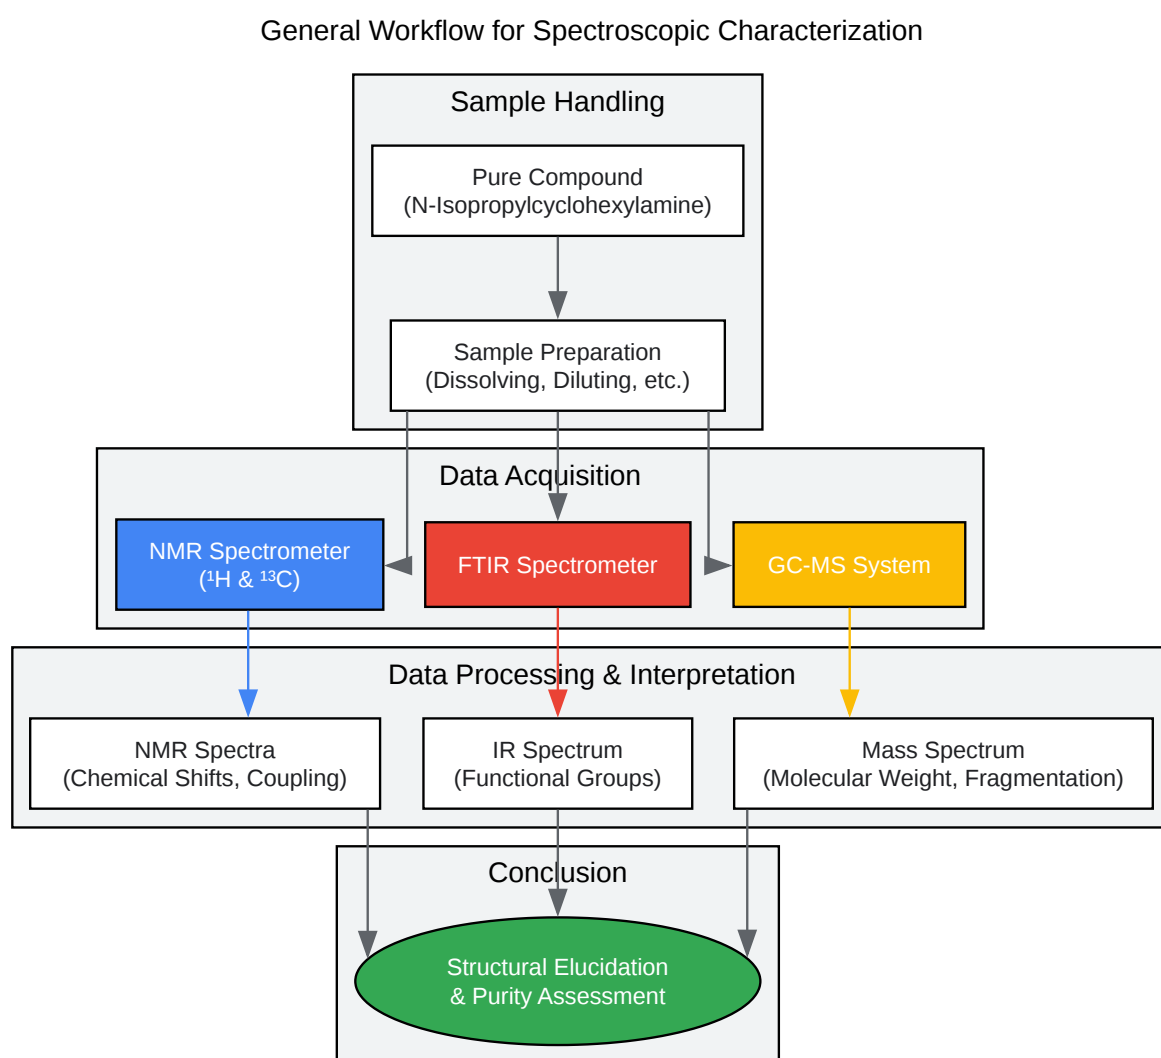 General Workflow for Spectroscopic Characterization
Sample Handling
Pure Compound
(N-Isopropylcyclohexylamine)
Sample Preparation
(Dissolving, Diluting, etc.)
Data Acquisition
NMR Spectrometer
(¹H & ¹³C)
FTIR Spectrometer
GC-MS System
Data Processing & Interpretation
NMR Spectra
(Chemical Shifts, Coupling)
IR Spectrum
(Functional Groups)
Mass Spectrum
(Molecular Weight, Fragmentation)
Conclusion
Structural Elucidation
& Purity Assessment